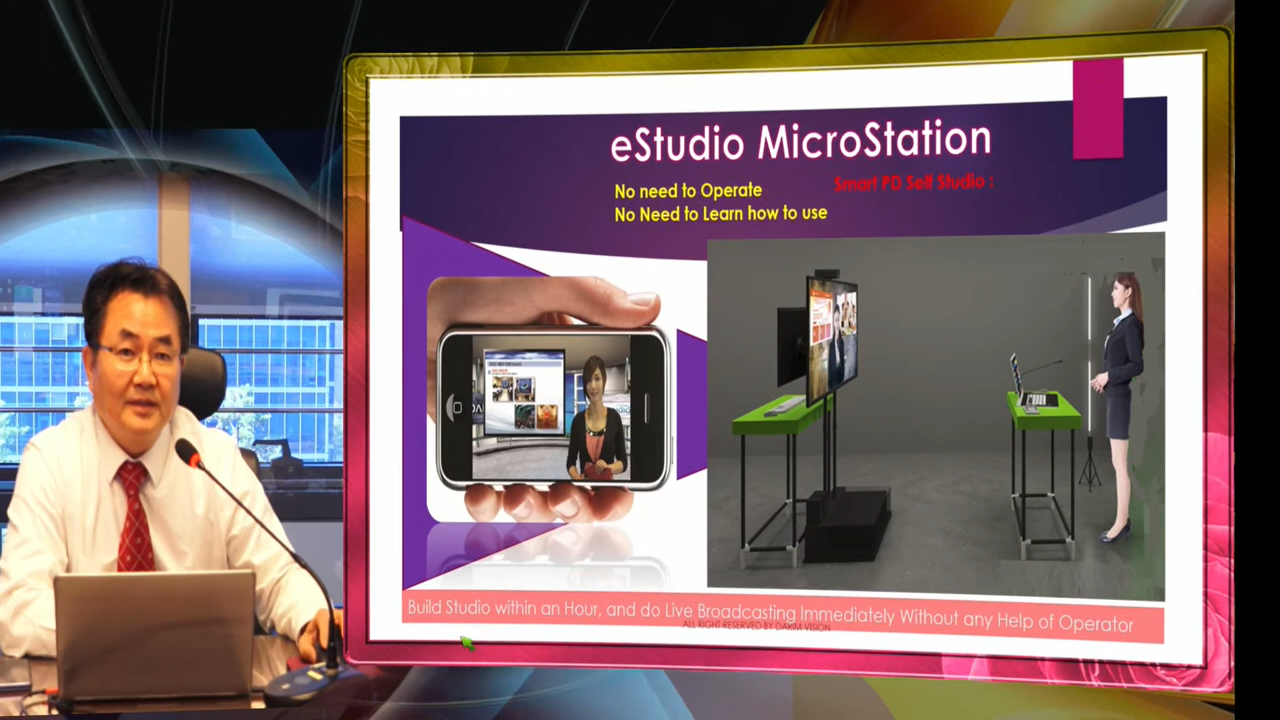 eStudio MicroStation
No need to Operate
Smart PD Self Studio :
No Need to Learn how to use
Build Studio within an Hour, and do Live Broadcasting Immediately Without any Help of Operator
ALL RIGHT RESERVED BY DARIM VISION